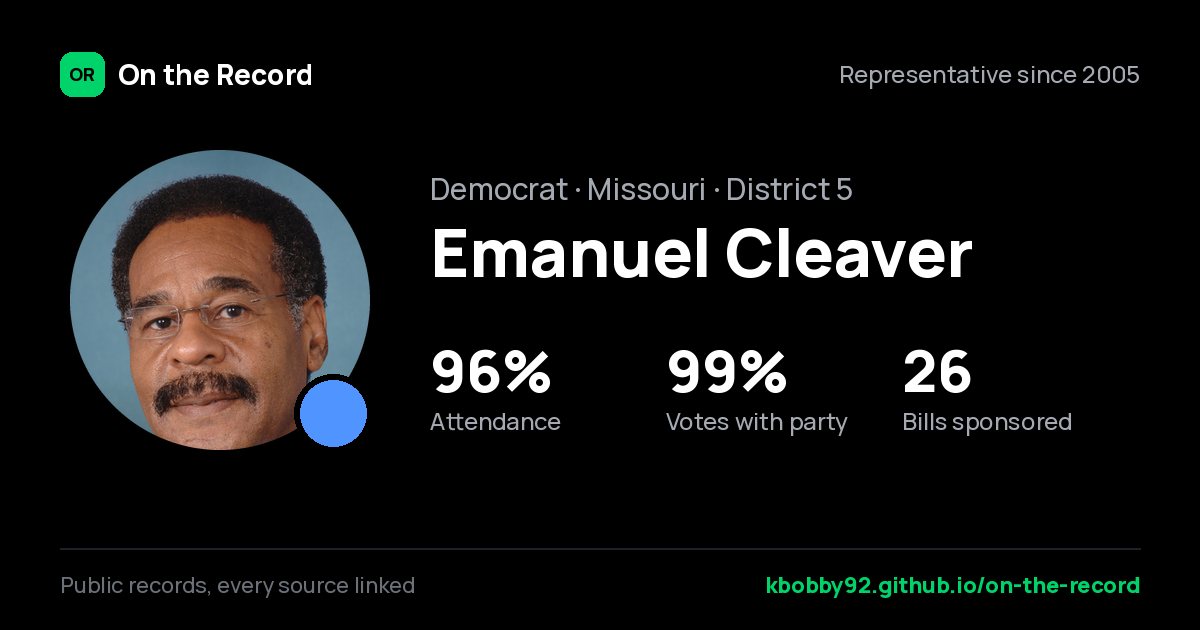 OR On the Record
Representative since 2005
Democrat · Missouri · District 5
Emanuel Cleaver
96% 99% 26
Attendance Votes with party Bills sponsored
Public records, every source linked
kbobby92.github.io/on-the-record